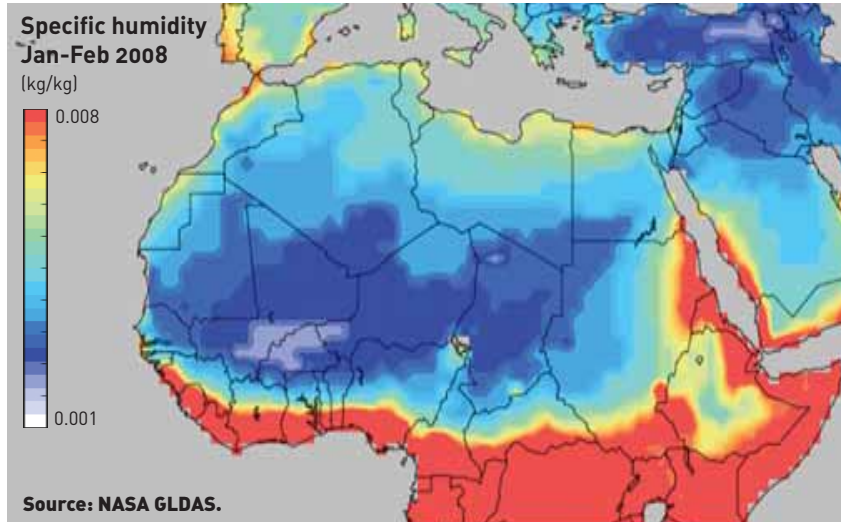 Specific humidity
Jan-Feb 2008
(kg/kg)
0.008
0.001
Source: NASA GLDAS.